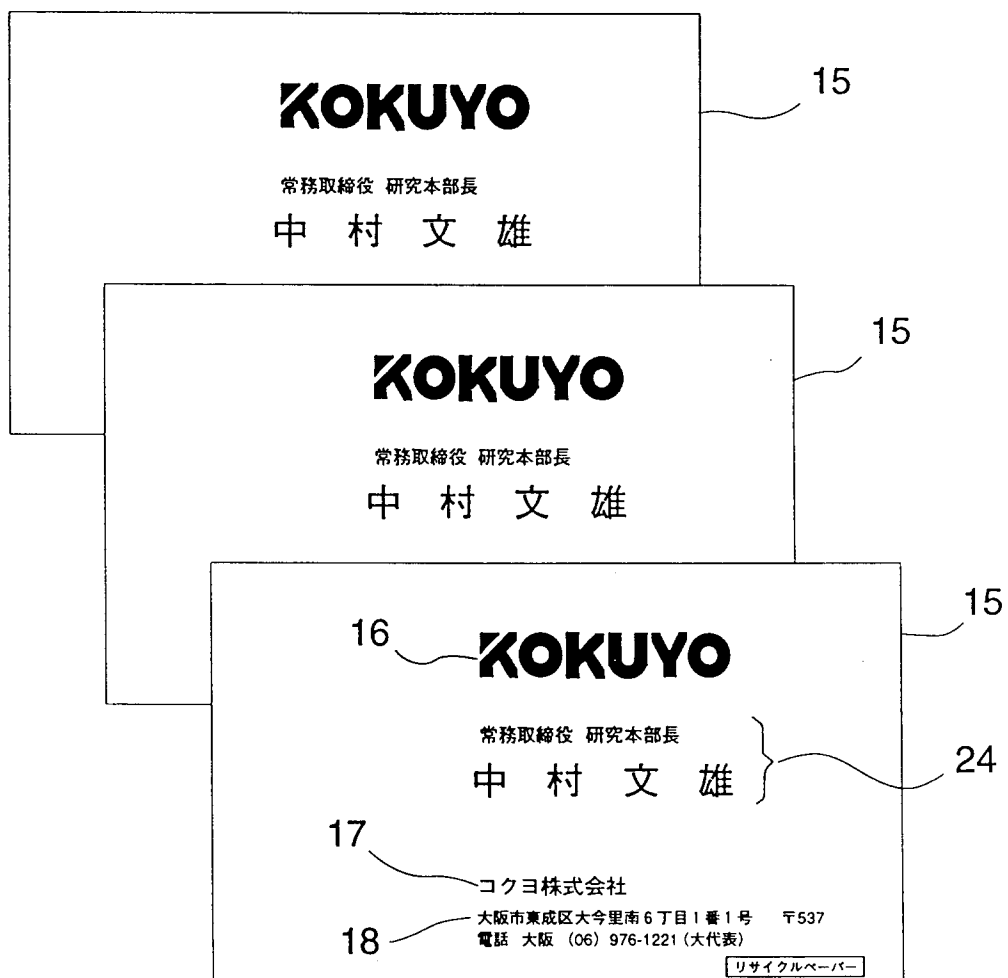 KOKUYO
15
常務取締役 研究本部長
中 村 文 雄
KOKUYO
15
常務取締役 研究本部長
中 村 文 雄
15
16
KOKUYO
常務取締役 研究本部長
中 村 文 雄
24
17
コクヨ株式会社
18
大阪市東成区大今里南6丁目1番1号 〒537
電話 大阪 (06) 976-1221 (大代表)
リサイクルペーパー